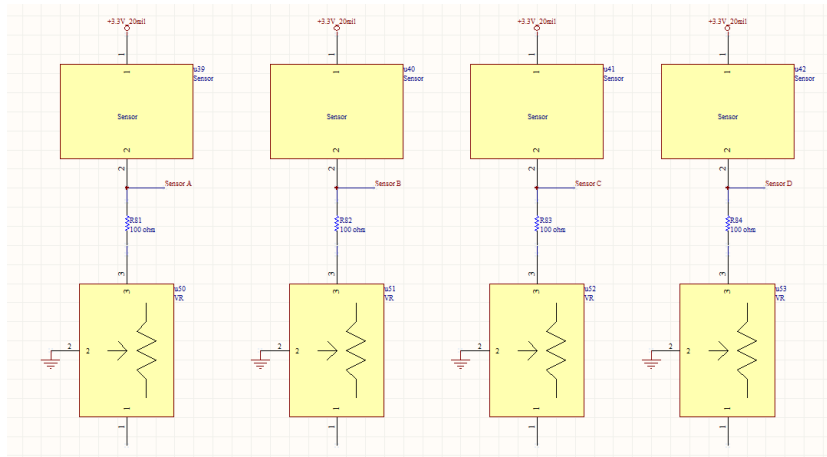 +3.3V_20mil +3.3V_20mil +3.3V_20mil +3.3V_20mil
1 1 1 1
1 u39 1 u40 1 u41 1 u42
Sensor Sensor Sensor Sensor
Sensor Sensor Sensor Sensor
2 2 2 2
2 2 2 2
Sensor A Sensor B Sensor C Sensor D
R81 R82 R83 R84
100 ohm 100 ohm 100 ohm 100 ohm
3 3 3 3
3 u50 3 u51 3 u52 3 u53
VR VR VR VR
2 2 2 2 2 2 2 2
1 1 1 1
1 1 1 1